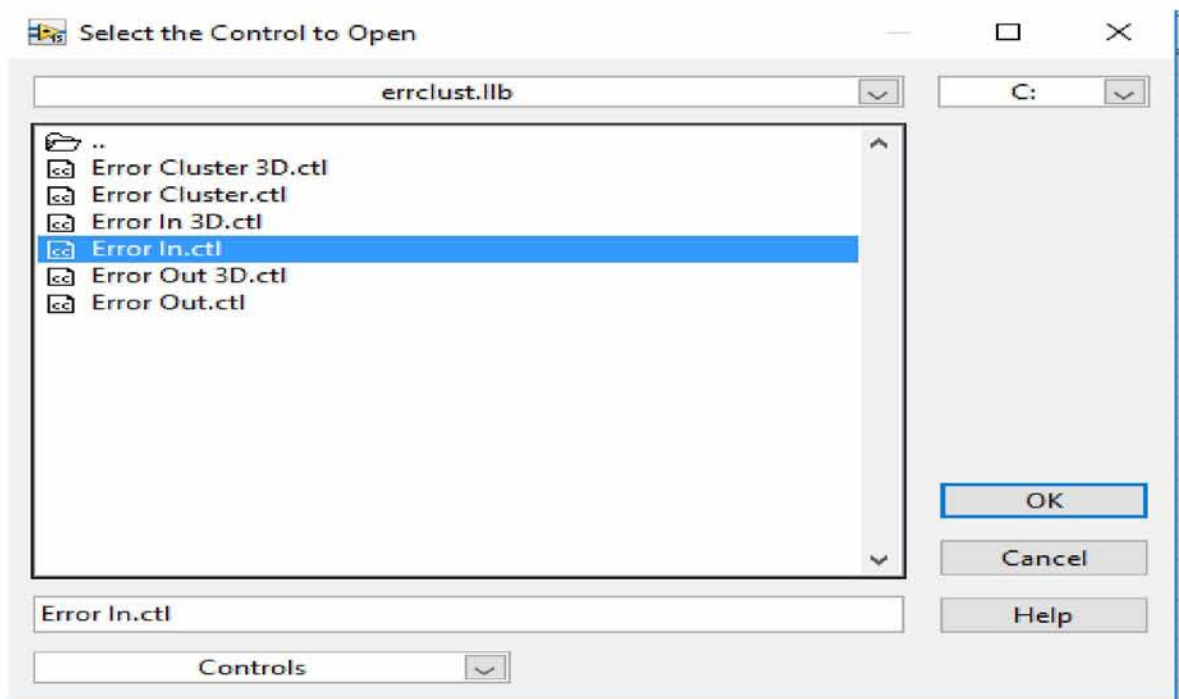 Select the Control to Open
errclust.llb
C:
..
Error Cluster 3D.ctl
Error Cluster.ctl
Error In 3D.ctl
Error In.ctl
Error Out 3D.ctl
Error Out.ctl
OK
Cancel
Error In.ctl
Help
Controls